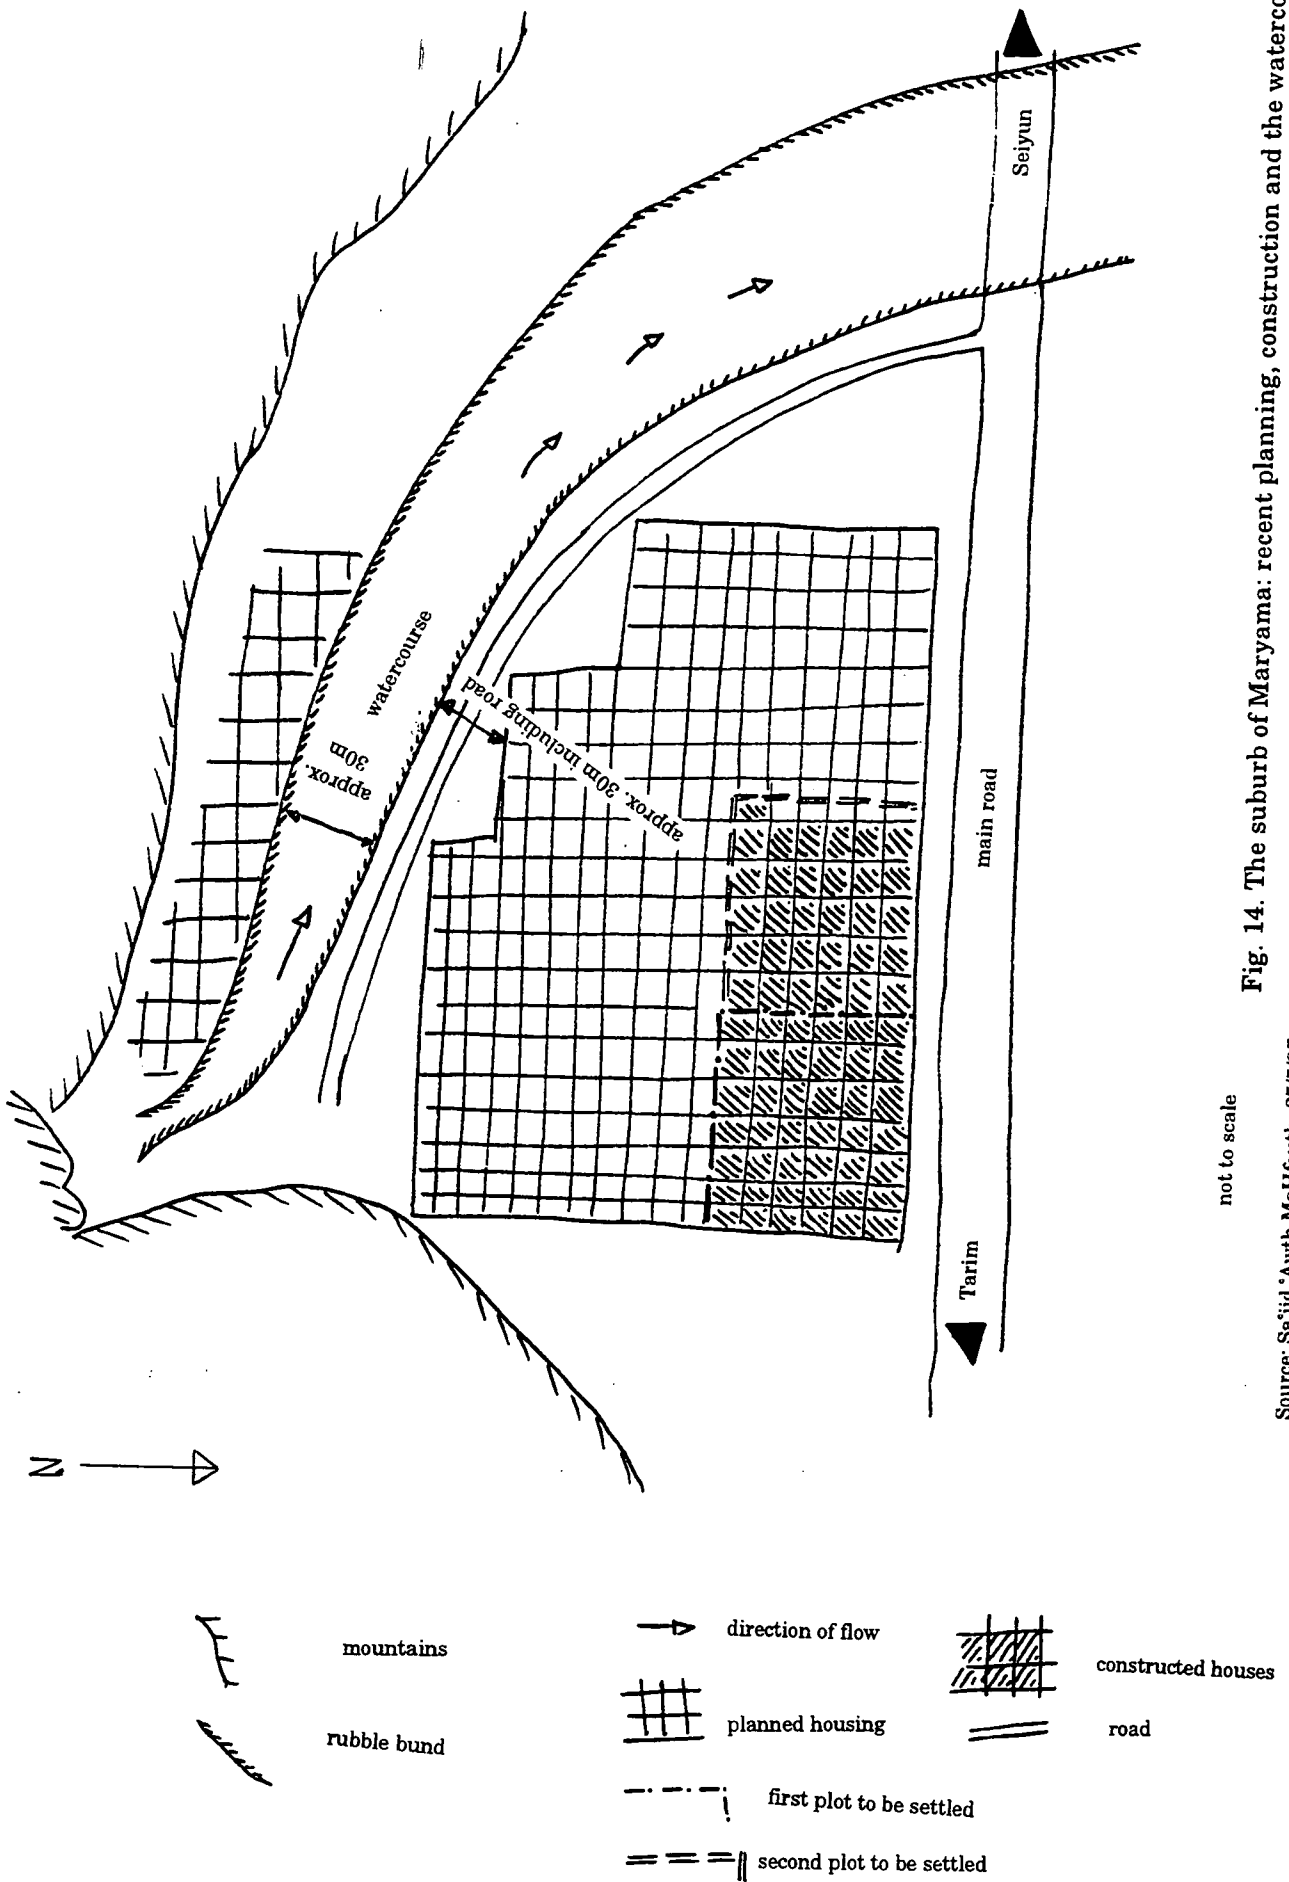 N
Seiyun
watercourse
approx.
30m
approx. 30m including road
main road
Tarim
not to scale
Fig. 14. The suburb of Maryama: recent planning, construction and the
mountains
rubble bund
direction of flow
planned housing
first plot to be settled
second plot to be settled
constructed houses
road